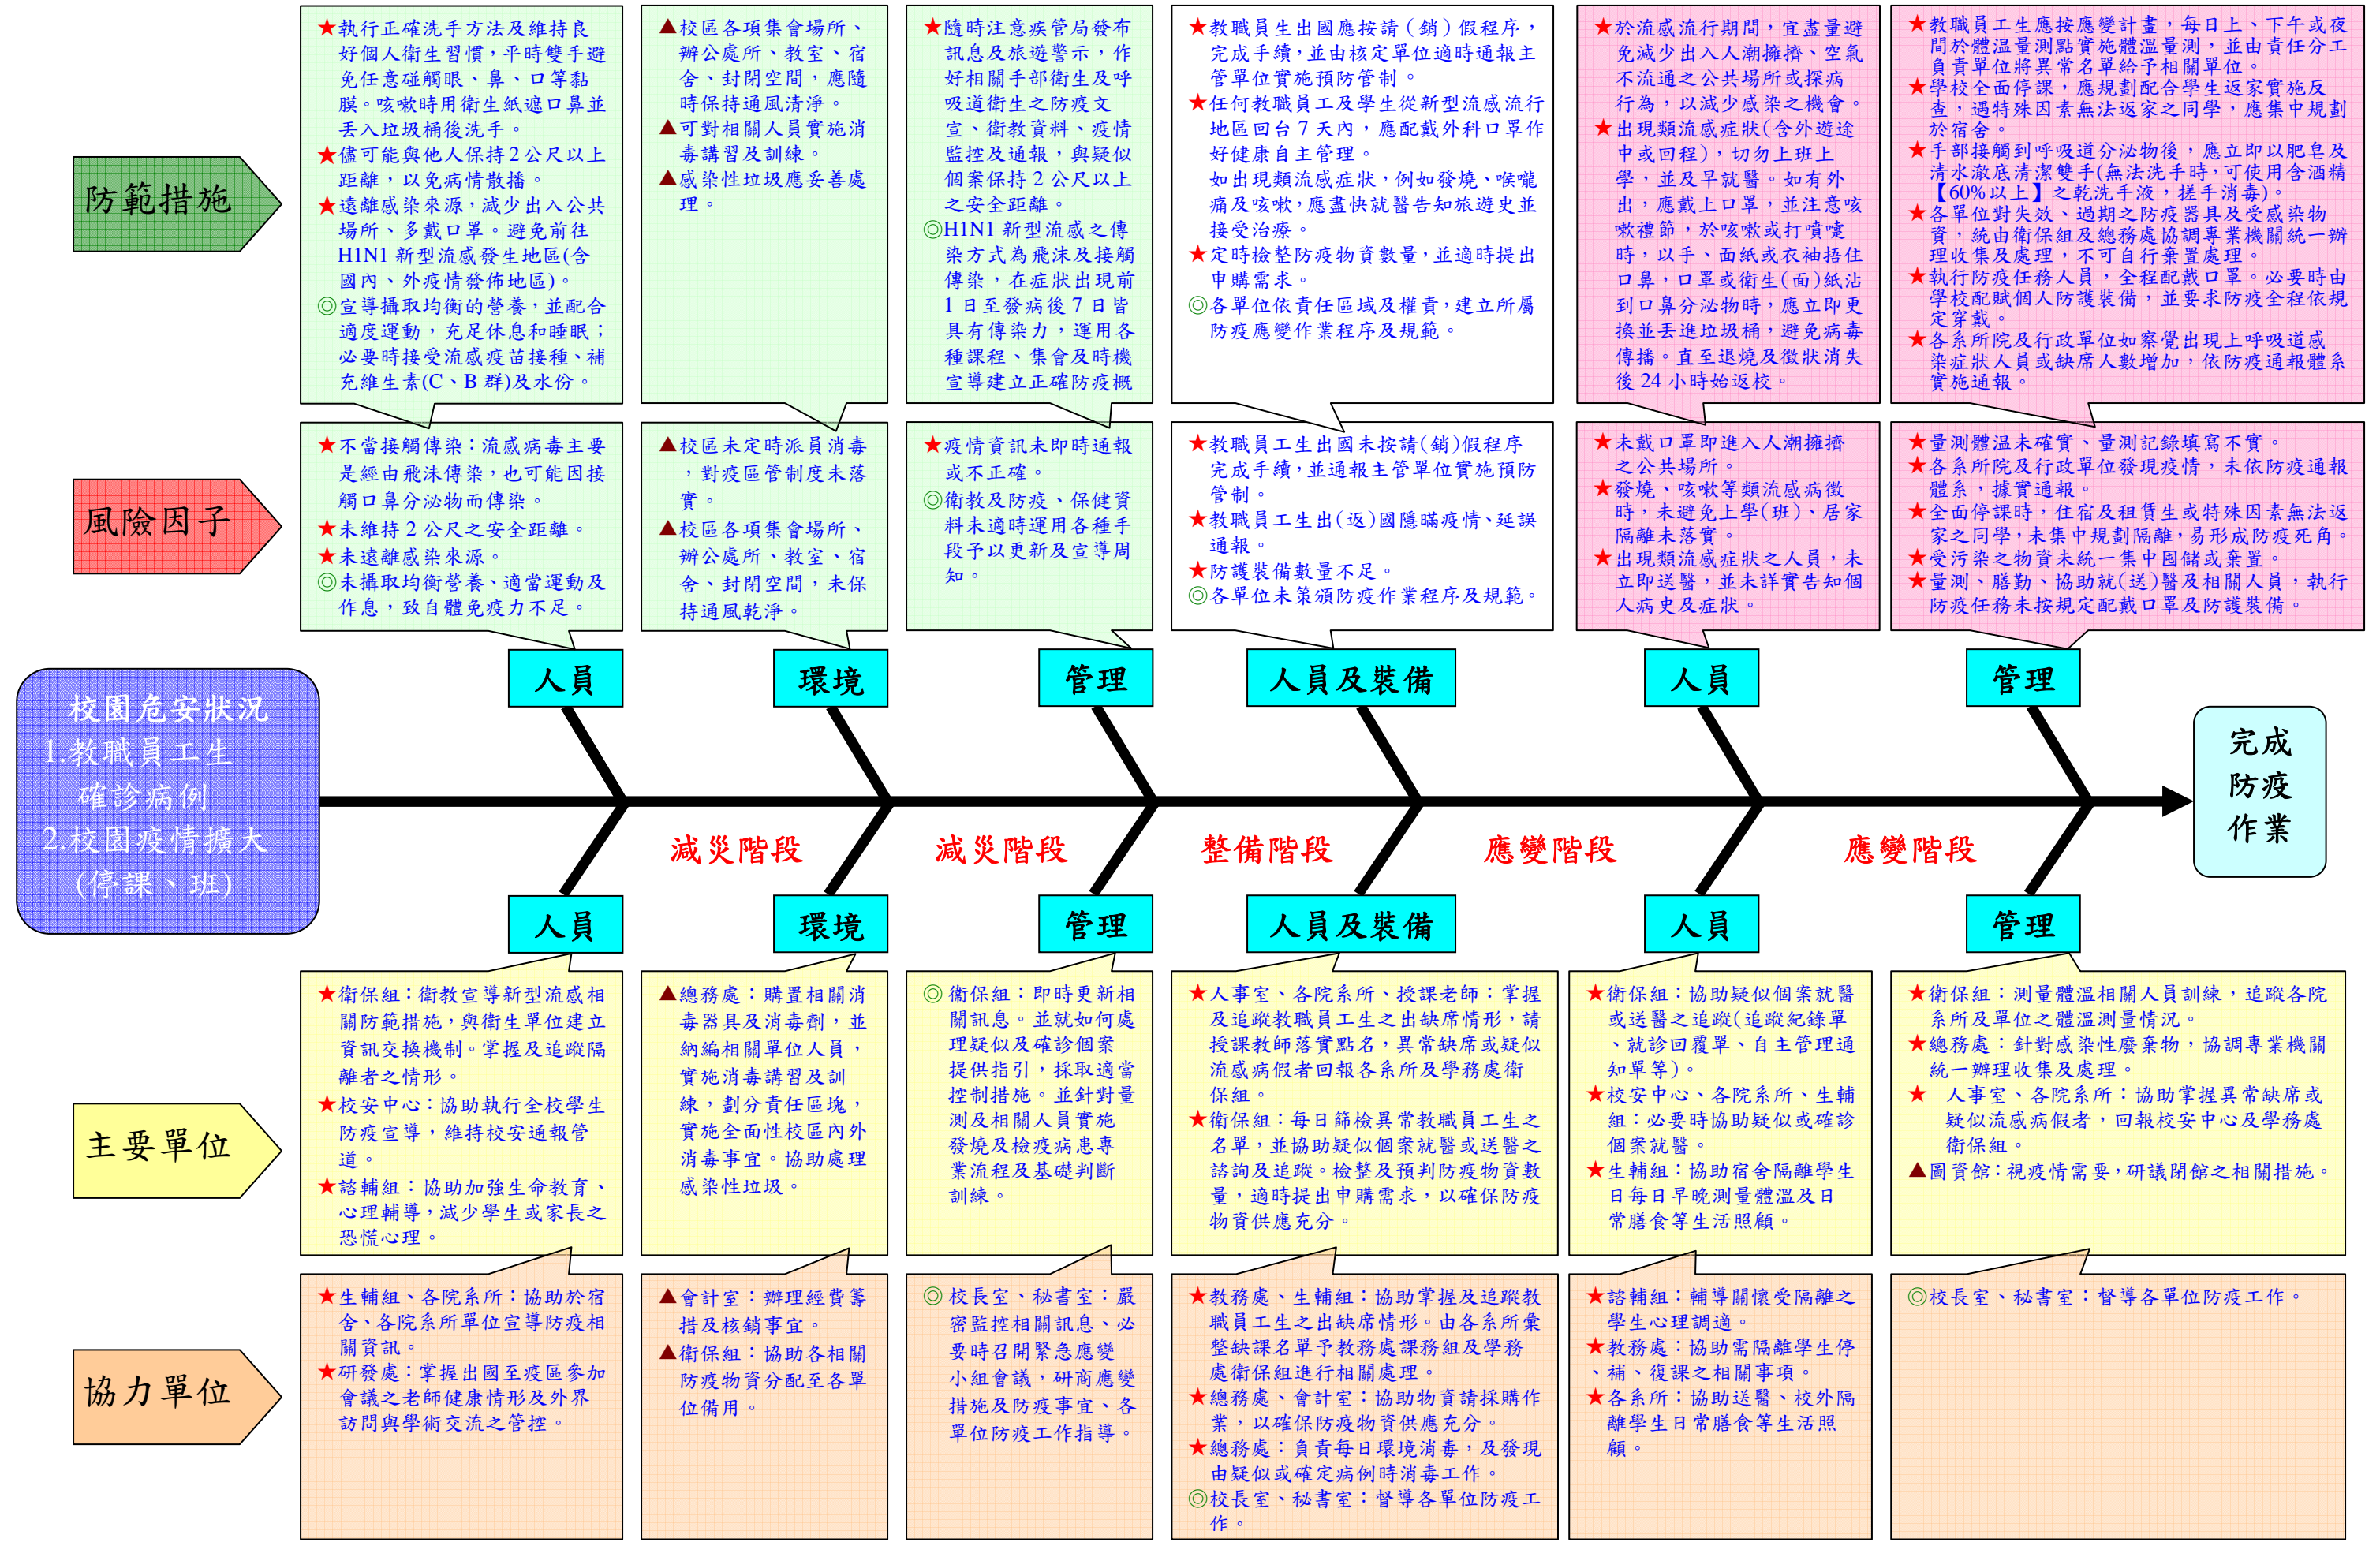 防範措施
★執行正確洗手方法及維持良
好個人衛生習慣，平時雙手避
免任意碰觸眼、鼻、口等黏
膜。咳嗽時用衛生紙遮口鼻並
丟入垃圾桶後洗手。
★儘可能與他人保持2公尺以上
距離，以免病情散播。
★遠離感染來源，減少出入公共
場所、多戴口罩。避免前往
H1N1 新型流感發生地區(含
國內、外疫情發佈地區)。
◎宣導攝取均衡的營養，並配合
適度運動，充足休息和睡眠；
必要時接受流感疫苗接種、補
充維生素(C、B 群)及水份。
▲校區各項集會場所、
辦公處所、教室、宿
舍、封閉空間，應隨
時保持通風清淨。
▲可對相關人員實施消
毒講習及訓練。
▲感染性垃圾應妥善處
理。
★隨時注意疾管局發布
訊息及旅遊警示，作
好相關手部衛生及呼
吸道衛生之防疫文
宣、衛教資料、疫情
監控及通報，與疑似
個案保持 2 公尺以上
之安全距離。
◎H1N1 新型流感之傳
染方式為飛沫及接觸
傳染，在症狀出現前
1 日至發病後 7 日皆
具有傳染力，運用各
種課程、集會及時機
宣導建立正確防疫概
★教職員生出國應按請（銷）假程序，
完成手續，並由核定單位適時通報主
管單位實施預防管制。
★任何教職員工及學生從新型流感流行
地區回台 7 天內，應配戴外科口罩作
好健康自主管理。
如出現類流感症狀，例如發燒、喉嚨
痛及咳嗽，應盡快就醫告知旅遊史並
接受治療。
★定時檢整防疫物資數量，並適時提出
申購需求。
◎各單位依責任區域及權責，建立所屬
防疫應變作業程序及規範。
★於流感流行期間，宜盡量避
免減少出入人潮擁擠、空氣
不流通之公共場所或探病
行為，以減少感染之機會。
★出現類流感症狀(含外遊途
中或回程)，切勿上班上
學，並及早就醫。如有外
出，應戴上口罩，並注意咳
嗽禮節，於咳嗽或打噴嚏
時，以手、面紙或衣袖捂住
口鼻，口罩或衛生(面)紙沾
到口鼻分泌物時，應立即更
換並丟進垃圾桶，避免病毒
傳播。直至退燒及徵狀消失
後 24 小時始返校。
★教職員工生應按應變計畫，每日上、下午或夜
間於體溫量測點實施體溫量測，並由責任分工
負責單位將異常名單給予相關單位。
★學校全面停課，應規劃配合學生返家實施反
查，遇特殊因素無法返家之同學，應集中規劃
於宿舍。
★手部接觸到呼吸道分泌物後，應立即以肥皂及
清水澈底清潔雙手(無法洗手時，可使用含酒精
【60%以上】之乾洗手液，搓手消毒)。
★各單位對失效、過期之防疫器具及受感染物
資，統由衛保組及總務處協調專業機關統一辦
理收集及處理，不可自行棄置處理。
★執行防疫任務人員，全程配戴口罩。必要時由
學校配賦個人防護裝備，並要求防疫全程依規
定穿戴。
★各系所院及行政單位如察覺出現上呼吸道感
染症狀人員或缺席人數增加，依防疫通報體系
實施通報。
風險因子
★不當接觸傳染：流感病毒主要
是經由飛沫傳染，也可能因接
觸口鼻分泌物而傳染。
★未維持 2 公尺之安全距離。
★未遠離感染來源。
◎未攝取均衡營養、適當運動及
作息，致自體免疫力不足。
▲校區未定時派員消毒
，對疫區管制度未落
實。
▲校區各項集會場所、
辦公處所、教室、宿
舍、封閉空間，未保
持通風乾淨。
★疫情資訊未即時通報
或不正確。
◎衛教及防疫、保健資
料未適時運用各種手
段予以更新及宣導周
知。
★教職員工生出國未按請(銷)假程序
完成手續，並通報主管單位實施預防
管制。
★教職員工生出(返)國隱瞞疫情、延誤
通報。
★防護裝備數量不足。
◎各單位未策頒防疫作業程序及規範。
★未戴口罩即進入人潮擁擠
之公共場所。
★發燒、咳嗽等類流感病徵
時，未避免上學(班)、居家
隔離未落實。
★出現類流感症狀之人員，未
立即送醫，並未詳實告知個
人病史及症狀。
★量測體溫未確實、量測記錄填寫不實。
★各系所院及行政單位發現疫情，未依防疫通報
體系，據實通報。
★全面停課時，住宿及租賃生或特殊因素無法返
家之同學，未集中規劃隔離，易形成防疫死角。
★受污染之物資未統一集中囤儲或棄置。
★量測、膳勤、協助就(送)醫及相關人員，執行
防疫任務未按規定配戴口罩及防護裝備。
人員
環境
管理
人員及裝備
人員
管理
校園危安狀況
1.教職員工生
確診病例
2.校園疫情擴大
(停課、班)
完成
防疫
作業
減災階段
減災階段
整備階段
應變階段
應變階段
人員
環境
管理
人員及裝備
人員
管理
主要單位
★衛保組：衛教宣導新型流感相
關防範措施，與衛生單位建立
資訊交換機制。掌握及追蹤隔
離者之情形。
★校安中心：協助執行全校學生
防疫宣導，維持校安通報管
道。
★諮輔組：協助加強生命教育、
心理輔導，減少學生或家長之
恐慌心理。
▲總務處：購置相關消
毒器具及消毒劑，並
納編相關單位人員，
實施消毒講習及訓
練，劃分責任區塊，
實施全面性校區內外
消毒事宜。協助處理
感染性垃圾。
◎ 衛保組：即時更新相
關訊息。並就如何處
理疑似及確診個案
提供指引，採取適當
控制措施。並針對量
測及相關人員實施
發燒及檢疫病患專
業流程及基礎判斷
訓練。
★人事室、各院系所、授課老師：掌握
及追蹤教職員工生之出缺席情形，請
授課教師落實點名，異常缺席或疑似
流感病假者回報各系所及學務處衛
保組。
★衛保組：每日篩檢異常教職員工生之
名單，並協助疑似個案就醫或送醫之
諮詢及追蹤。檢整及預判防疫物資數
量，適時提出申購需求，以確保防疫
物資供應充分。
★衛保組：協助疑似個案就醫
或送醫之追蹤(追蹤紀錄單
、就診回覆單、自主管理通
知單等)。
★校安中心、各院系所、生輔
組：必要時協助疑似或確診
個案就醫。
★生輔組：協助宿舍隔離學生
日每日早晚測量體溫及日
常膳食等生活照顧。
★衛保組：測量體溫相關人員訓練，追蹤各院
系所及單位之體溫測量情況。
★總務處：針對感染性廢棄物，協調專業機關
統一辦理收集及處理。
★ 人事室、各院系所：協助掌握異常缺席或
疑似流感病假者，回報校安中心及學務處
衛保組。
▲圖資館：視疫情需要，研議閉館之相關措施。
協力單位
★生輔組、各院系所：協助於宿
舍、各院系所單位宣導防疫相
關資訊。
★研發處：掌握出國至疫區參加
會議之老師健康情形及外界
訪問與學術交流之管控。
▲會計室：辦理經費籌
措及核銷事宜。
▲衛保組：協助各相關
防疫物資分配至各單
位備用。
◎ 校長室、秘書室：嚴
密監控相關訊息、必
要時召開緊急應變
小組會議，研商應變
措施及防疫事宜、各
單位防疫工作指導。
★教務處、生輔組：協助掌握及追蹤教
職員工生之出缺席情形。由各系所彙
整缺課名單予教務處課務組及學務
處衛保組進行相關處理。
★總務處、會計室：協助物資請採購作
業，以確保防疫物資供應充分。
★總務處：負責每日環境消毒，及發現
由疑似或確定病例時消毒工作。
◎校長室、秘書室：督導各單位防疫工
作。
★諮輔組：輔導關懷受隔離之
學生心理調適。
★教務處：協助需隔離學生停
、補、復課之相關事項。
★各系所：協助送醫、校外隔
離學生日常膳食等生活照
顧。
◎校長室、秘書室：督導各單位防疫工作。